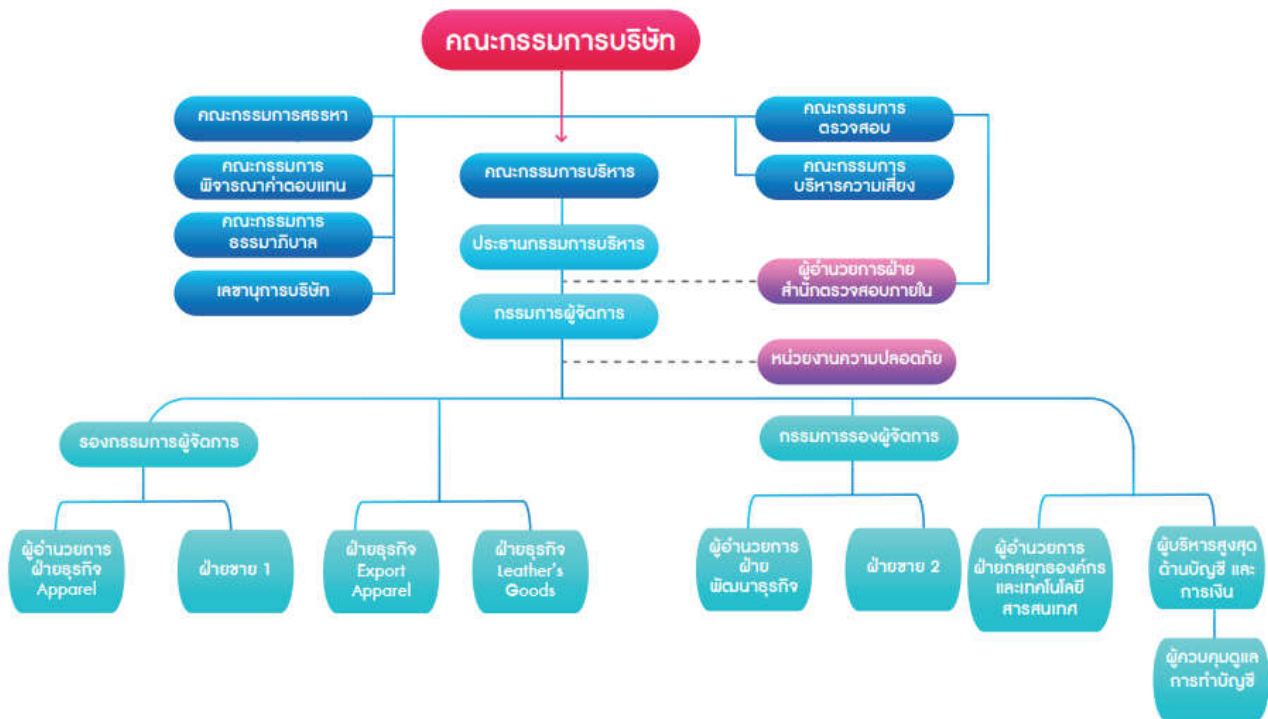 คณะกรรมการบริษัท
คณะกรรมการสรรหา
คณะกรรมการ
ตรวจสอบ
คณะกรรมการ
พิจารณาค่าตอบแทน
คณะกรรมการบริหาร
คณะกรรมการ
บริหารความเสี่ยง
คณะกรรมการ
ธรรมาภิบาล
ประธานกรรมการบริหาร
เลขานุการบริษัท
ผู้อำนวยการฝ่าย
สำนักตรวจสอบภายใน
กรรมการผู้จัดการ
หน่วยงานความปลอดภัย
รองกรรมการผู้จัดการ
กรรมการรองผู้จัดการ
ผู้อำนวยการ
ฝ่ายธุรกิจ
Apparel
ฝ่ายขาย 1
ฝ่ายธุรกิจ
Export
Apparel
ฝ่ายธุรกิจ
Leather's
Goods
ผู้อำนวยการ
ฝ่าย
พัฒนาธุรกิจ
ฝ่ายขาย 2
ผู้อำนวยการ
ฝ่ายกลยุทธองค์กร
และเทคโนโลยี
สารสนเทศ
ผู้บริหารสูงสุด
ด้านบัญชี และ
การเงิน
ผู้ควบคุมดูแล
การทำบัญชี